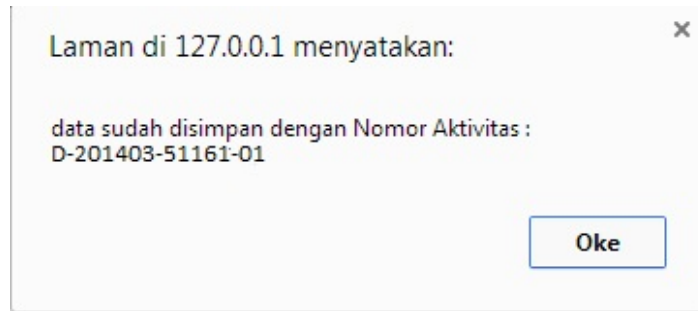 Laman di 127.0.0.1 menyatakan:
data sudah disimpan dengan Nomor Aktivitas :
D-201403-51161-01
Oke